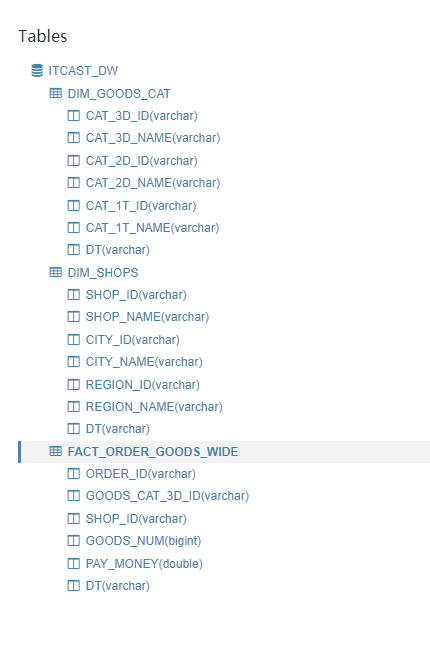 Tables
ITCAST_DW
DIM_GOODS_CAT
CAT_3D_ID(varchar)
CAT_3D_NAME(varchar)
CAT_2D_ID(varchar)
CAT_2D_NAME(varchar)
CAT_1T_ID(varchar)
CAT_1T_NAME(varchar)
DT(varchar)
DIM_SHOPS
SHOP_ID(varchar)
SHOP_NAME(varchar)
CITY_ID(varchar)
CITY_NAME(varchar)
REGION_ID(varchar)
REGION_NAME(varchar)
DT(varchar)
FACT_ORDER_GOODS_WIDE
ORDER_ID(varchar)
GOODS_CAT_3D_ID(varchar)
SHOP_ID(varchar)
GOODS_NUM(bigint)
PAY_MONEY(double)
DT(varchar)